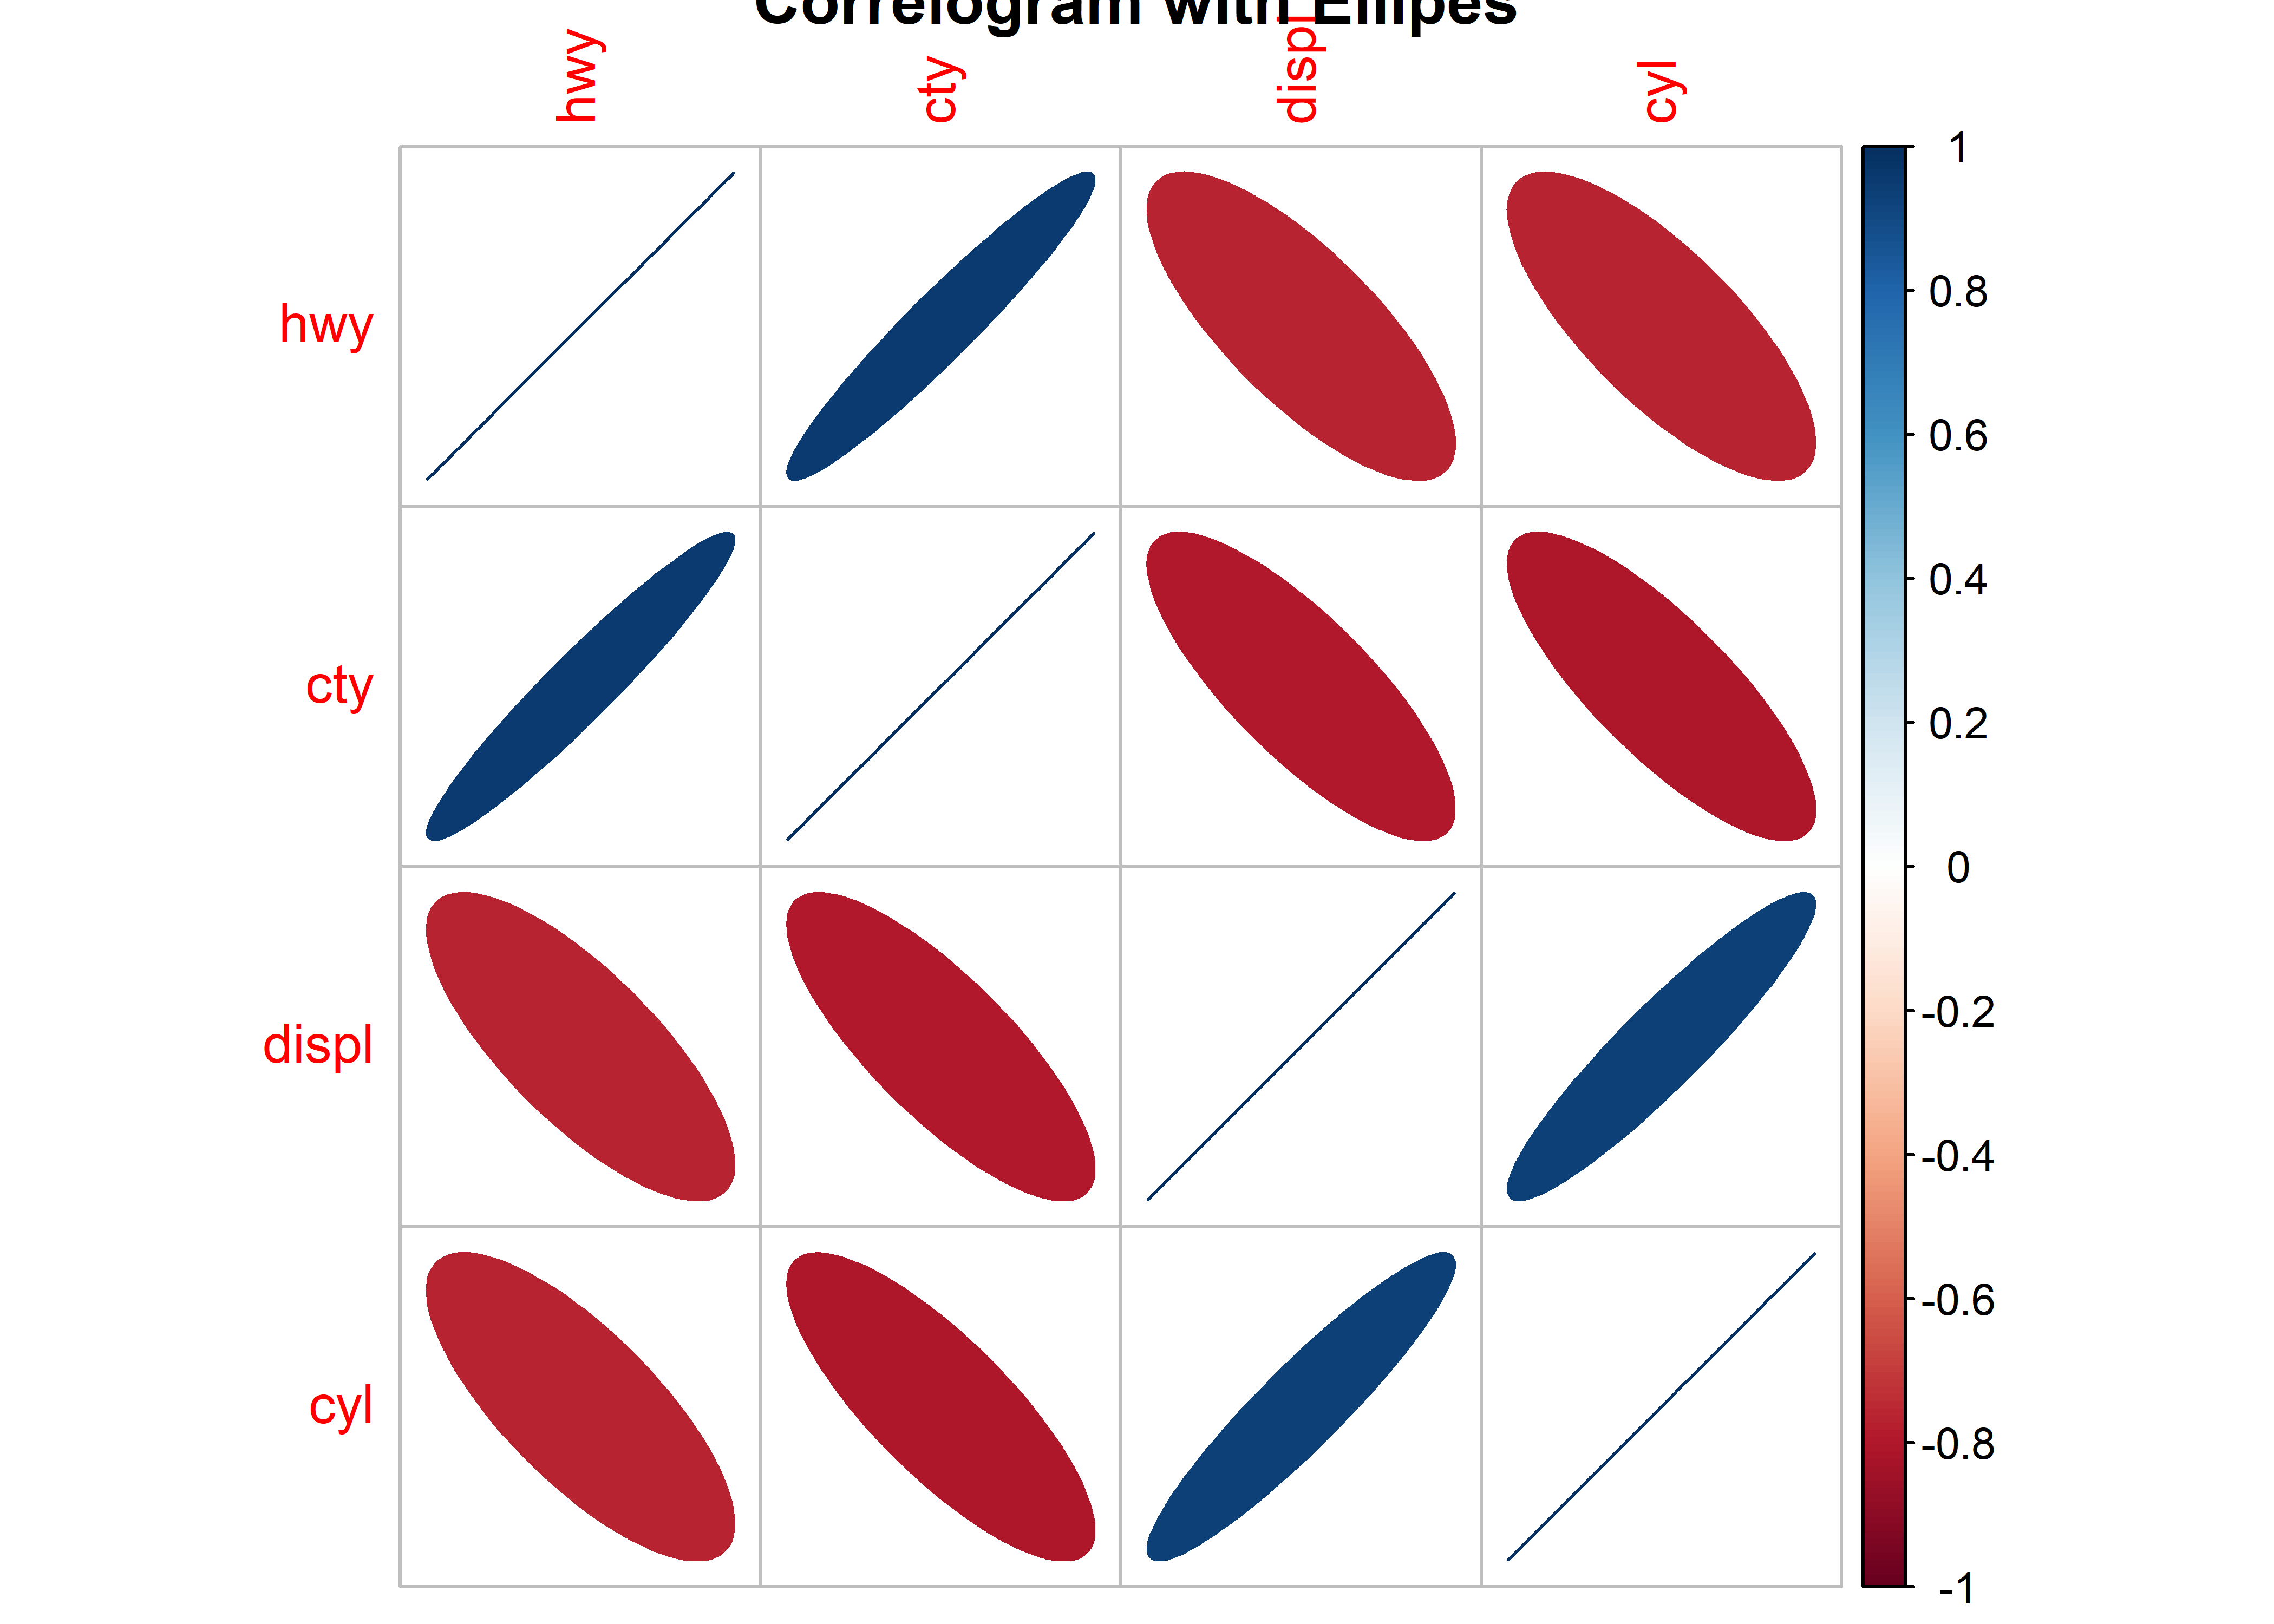 Correlogram with Ellipes
hwy
cty
displ
cyl
hwy
cty
displ
cyl
1
0.8
0.6
0.4
0.2
0
-0.2
-0.4
-0.6
-0.8
-1